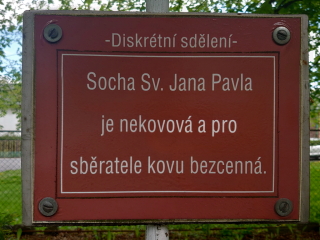 -Diskrétní sdělení-
Socha Sv. Jana Pavla
je nekovová a pro
sběratele kovu bezcenná.